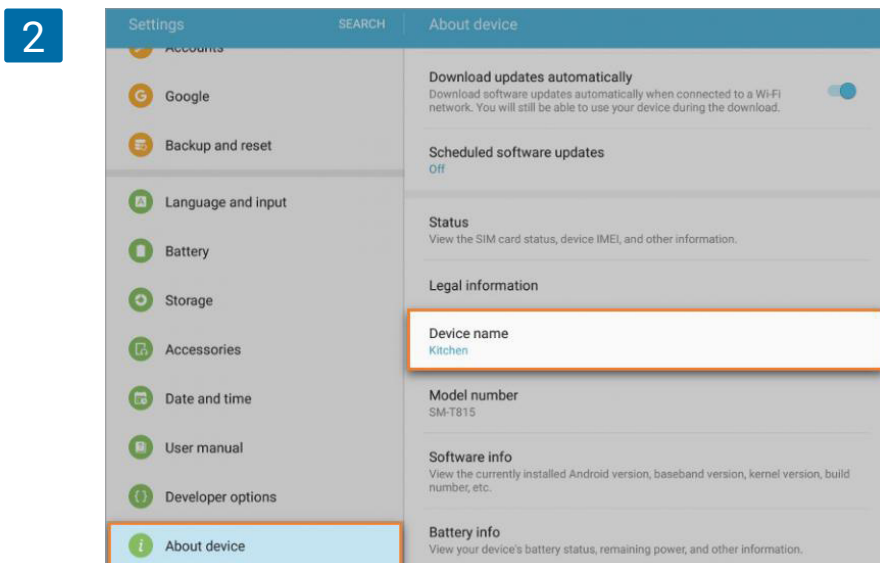 2
Settings
SEARCH
Accounts
Google
Backup and reset
Language and input
Battery
Storage
Accessories
Date and time
User manual
Developer options
About device
About device
Download updates automatically
Download software updates automatically when connected to a Wi-Fi
network. You will still be able to use your device during the download.
Scheduled software updates
Off
Status
View the SIM card status, device IMEI, and other information.
Legal information
Device name
Kitchen
Model number
SM-T815
Software info
View the currently installed Android version, baseband version, kernel version, build
number, etc.
Battery info
View your device's battery status, remaining power, and other information.